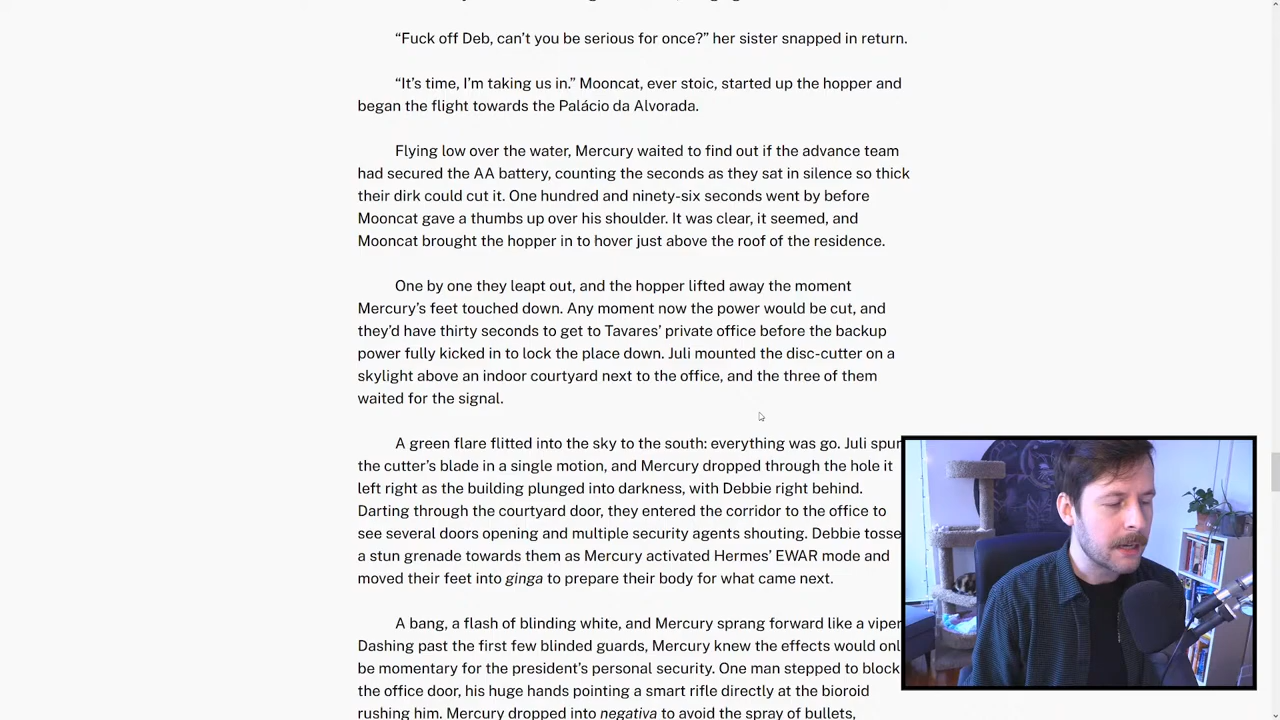 “Fuck off Deb, can’t you be serious for once?” her sister snapped in return.
“It’s time, I’m taking us in.” Mooncat, ever stoic, started up the hopper and
began the flight towards the Palácio da Alvorada.
Flying low over the water, Mercury waited to find out if the advance team
had secured the AA battery, counting the seconds as they sat in silence so thick
their dirk could cut it. One hundred and ninety-six seconds went by before
Mooncat gave a thumbs up over his shoulder. It was clear, it seemed, and
Mooncat brought the hopper in to hover just above the roof of the residence.
One by one they leapt out, and the hopper lifted away the moment
Mercury’s feet touched down. Any moment now the power would be cut, and
they’d have thirty seconds to get to Tavares’ private office before the backup
power fully kicked in to lock the place down. Juli mounted the disc-cutter on a
skylight above an indoor courtyard next to the office, and the three of them
waited for the signal.
A green flare flitted into the sky to the south: everything was go. Juli spun
the cutter’s blade in a single motion, and Mercury dropped through the hole it
left right as the building plunged into darkness, with Debbie right behind.
Darting through the courtyard door, they entered the corridor to the office to
see several doors opening and multiple security agents shouting. Debbie tosse
a stun grende towards them as Mercury activated Hermes’ EWAR mode and
moved their feet into ginga to prepare their body for what came next.
A bang, a flash of blinding white, and Mercury sprang forward like a viper
Dashing past the first few blinded guards, Mercury knew the effects would onl
be momentary for the president’s personal security. One man stepped to block
the office door, his huge hands pointing a smart rifle directly at the bioroid
rushing him. Mercury dropped into negativa to avoid the spray of bullets,